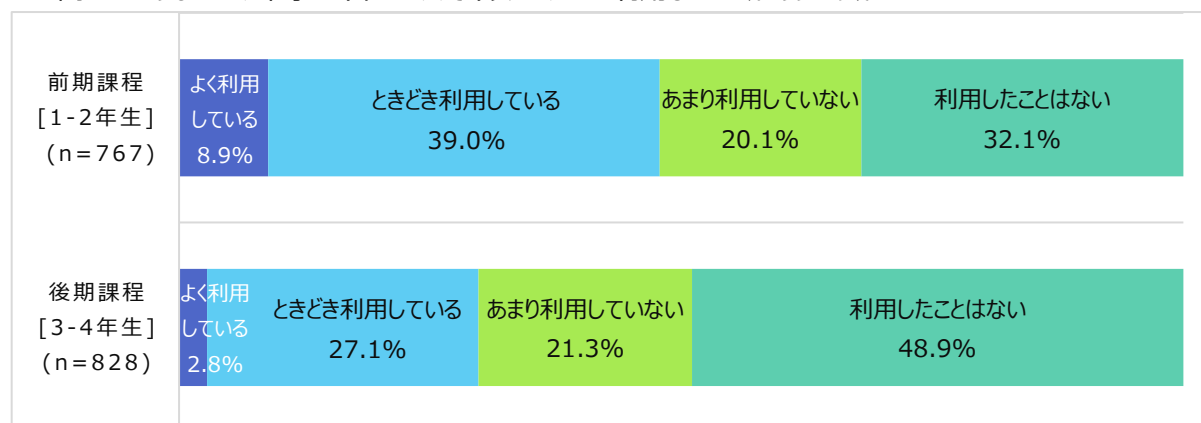 前期課程
[1-2年生]
(n=767)
よく利用
している
8.9%
ときどき利用している
39.0%
あまり利用していない
20.1%
利用したことはない
32.1%
後期課程
[3-4年生]
(n=828)
よく利用
している
2.8%
ときどき利用している
27.1%
あまり利用していない
21.3%
利用したことはない
48.9%